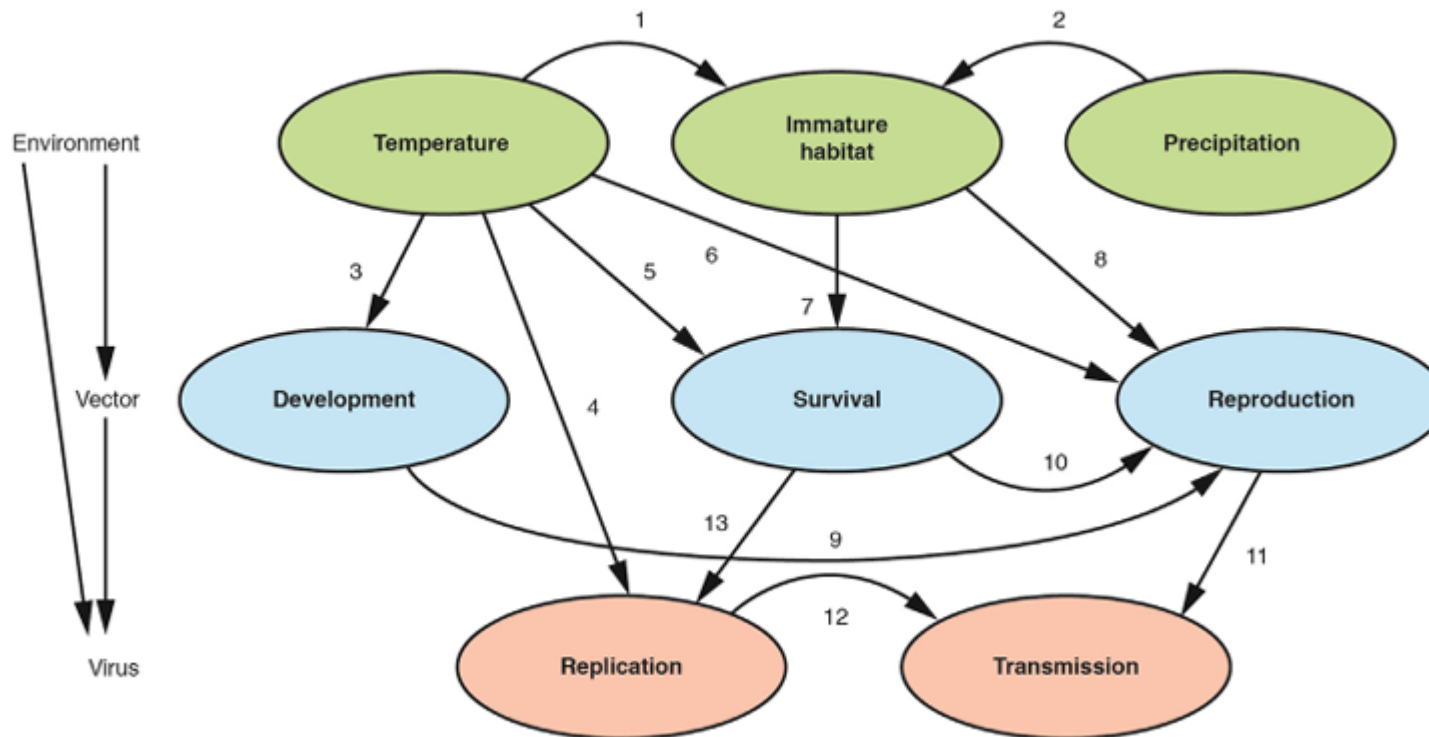 1
2
Environment
Temperature
Immature
habitat
Precipitation
3
5
6
7
8
Vector
Development
4
Survival
Reproduction
10
13
9
11
12
Virus
Replication
Transmission